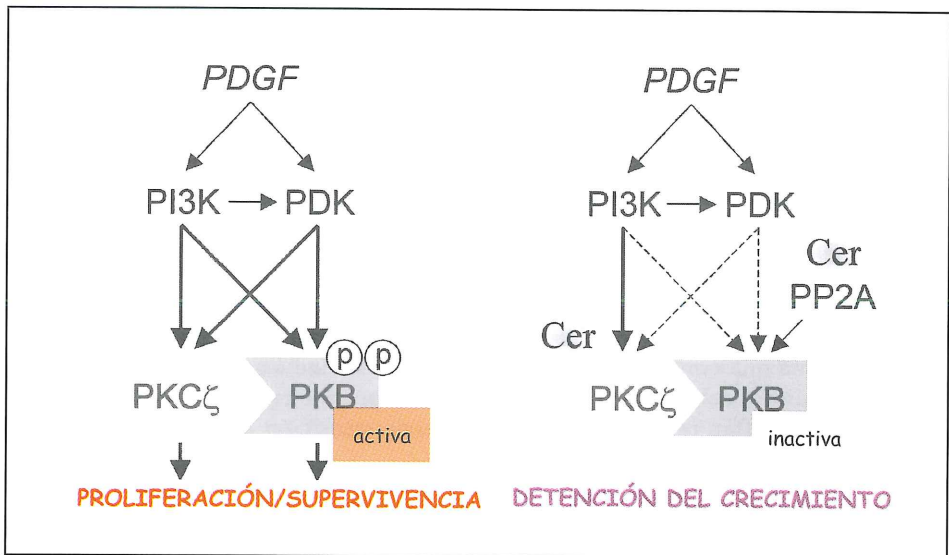 PDGF
PI3K → PDK
p p
PKCζ PKB
activa
PROLIFERACIÓN/SUPERVIVENCIA
PDGF
PI3K → PDK
Cer
PP2A
Cer
PKCζ PKB
inactiva
DETENCIÓN DEL CRECIMIENTO